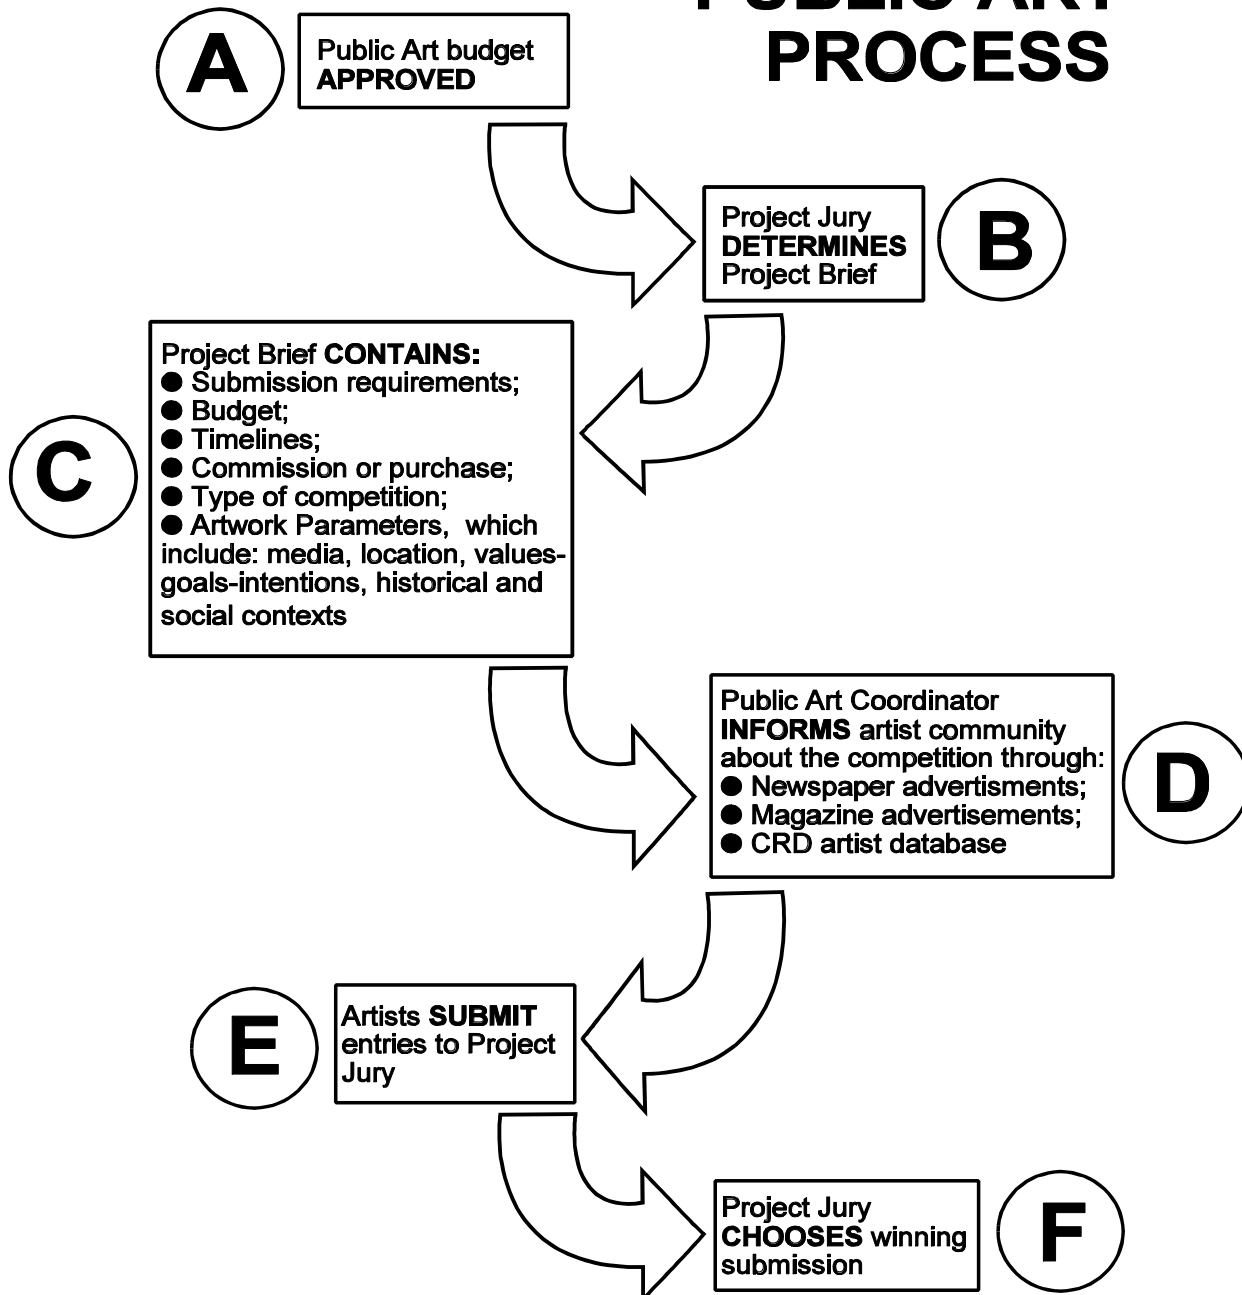 PUBLIC ART
PROCESS
A
Public Art budget
APPROVED
Project Jury
DETERMINES
Project Brief
B
C
Project Brief CONTAINS:
● Submission requirements;
● Budget;
● Timelines;
● Commission or purchase;
● Type of competition;
● Artwork Parameters, which
include: media, location, values-
goals-intentions, historical and
social contexts
Public Art Coordinator
INFORMS artist community
about the competition through:
● Newspaper advertisments;
● Magazine advertisements;
● CRD artist database
D
E
Artists SUBMIT
entries to Project
Jury
Project Jury
CHOOSES winning
submission
F